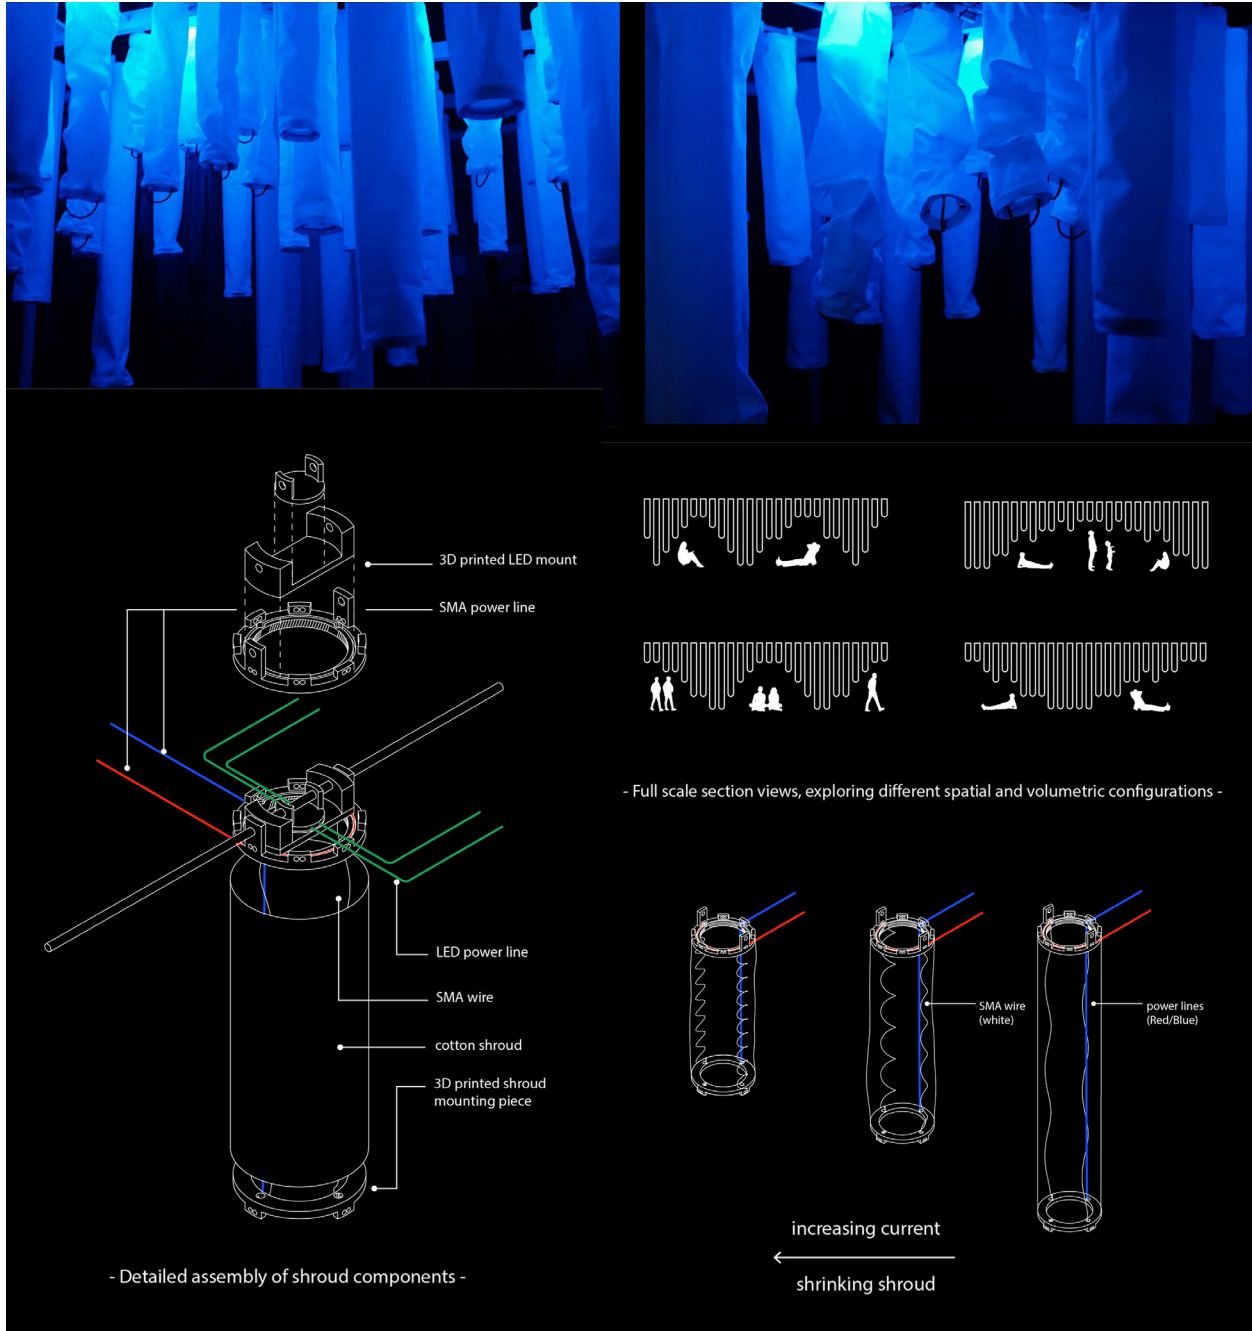 3D printed LED mount
SMA power line
LED power line
SMA wire
cotton shroud
3D printed shroud
mounting piece
- Detailed assembly of shroud components -
- Full scale section views, exploring different spatial and volumetric configurations -
SMA wire
(white)
power lines
(Red/Blue)
increasing current
shrinking shroud